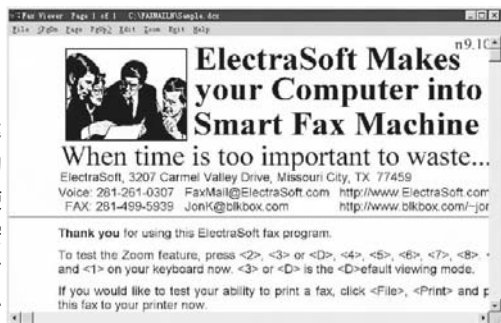 Fax Viewer Page 1 of 1 C:\FAXMAILN\Sample.dcx
File (PgDn Page PgUp) Edit Zoom Exit Help
n9.10
ElectraSoft Makes
your Computer into
Smart Fax Machine
When time is too important to waste...
ElectraSoft, 3207 Carmel Valley Drive, Missouri City, TX 77459
Voice: 281-261-0307 FaxMail@ElectraSoft.com http://www.ElectraSoft.com
FAX: 281-499-5939 JonK@blkbox.com http://www.blkbox.com/~jor
Thank you for using this ElectraSoft fax program.
To test the Zoom feature, press <2>, <3> or <D>, <4>, <5>, <6>, <7>, <8>,
and <1> on your keyboard now. <3> or <D> is the <D>efault viewing mode.
If you would like to test your ability to print a fax, click <File>, <Print> and p
this fax to your printer now.